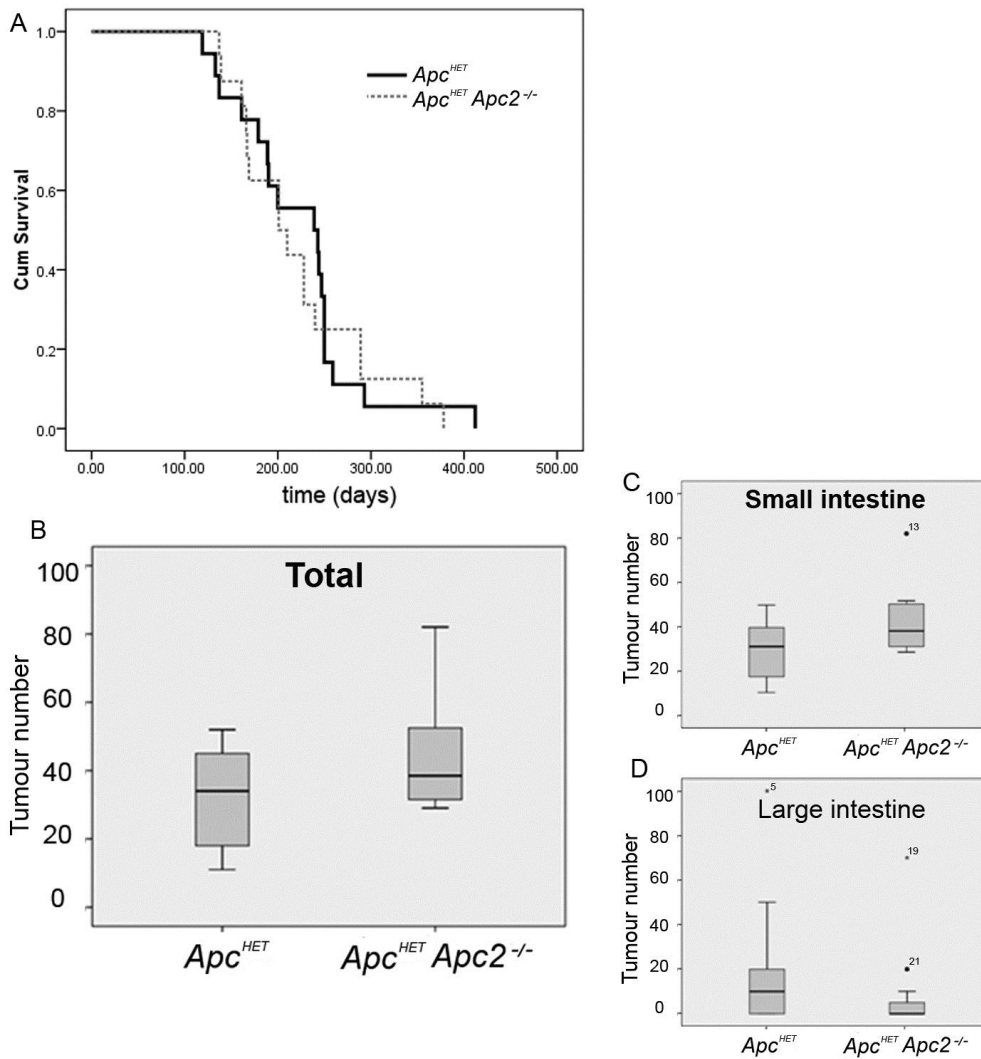 A
1.0
0.8
0.6
0.4
0.2
0.0
Cum Survival
Apc^HET
Apc^HET Apc2^-/-
0.00 100.00 200.00 300.00 400.00 500.00
time (days)
B
Total
100
80
60
40
20
0
Tumour number
Apc^HET Apc^HET Apc2^-/-
C
Small intestine
100
80
60
40
20
0
Tumour number
13
Apc^HET Apc^HET Apc2^-/-
D
Large intestine
100
80
60
40
20
0
Tumour number
5
19
21
Apc^HET Apc^HET Apc2^-/-